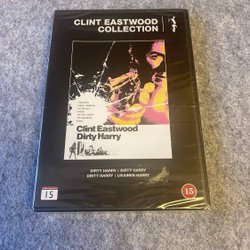 CLINT EASTWOOD
COLLECTION
Clint Eastwood
Dirty Harry
DIRTY HARRY | DIRTY HARRY
DIRTY HARRY | LIKAINEN HARRY
15
15